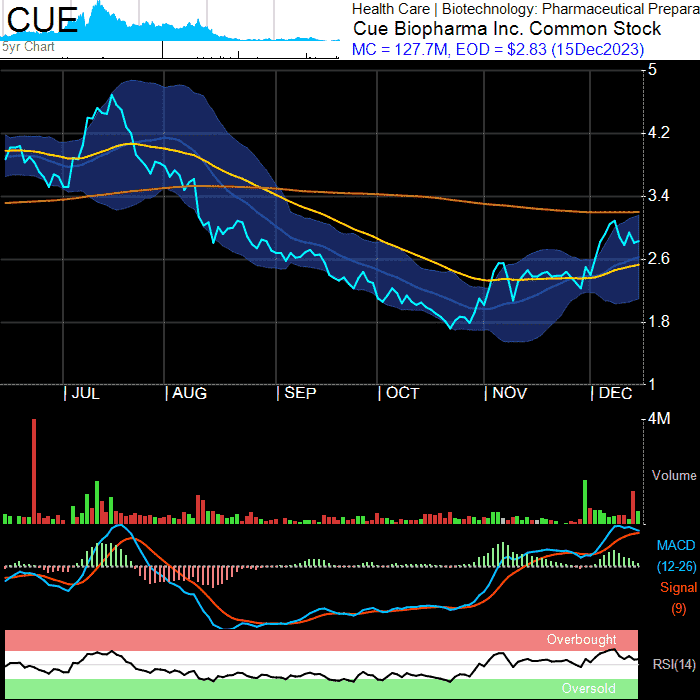 CUE
5yr Chart
Health Care | Biotechnology: Pharmaceutical Prepara
Cue Biopharma Inc. Common Stock
MC = 127.7M, EOD = $2.83 (15Dec2023)
5
4.2
3.4
2.6
1.8
1
| JUL | AUG | SEP | OCT | NOV | DEC
4M
Volume
MACD
(12-26)
Signal
(9)
Overbought
RSI(14)
Oversold